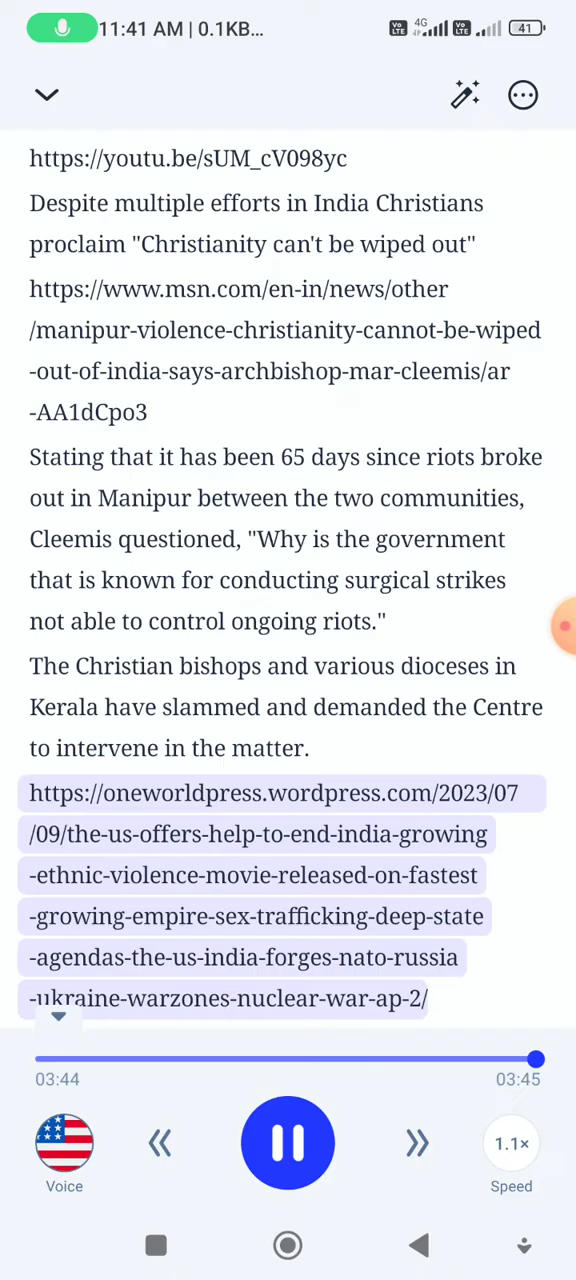 11:41 AM | 0.1KB...
Vo LTE 4G Vo LTE 41
https://youtu.be/sUM_cV098yc
Despite multiple efforts in India Christians
proclaim "Christianity can't be wiped out"
https://www.msn.com/en-in/news/other
/manipur-violence-christianity-cannot-be-wiped
-out-of-india-says-archbishop-mar-cleemis/ar
-AA1dCpo3
Stating that it has been 65 days since riots broke
out in Manipur between the two communities,
Cleemis questioned, "Why is the government
that is known for conducting surgical strikes
not able to control ongoing riots."
The Christian bishops and various dioceses in
Kerala have slammed and demanded the Centre
to intervene in the matter.
https://oneworldpress.wordpress.com/2023/07
/09/the-us-offers-help-to-end-india-growing
-ethnic-violence-movie-released-on-fastest
-growing-empire-sex-trafficking-deep-state
-agendas-the-us-india-forges-nato-russia
-ukraine-warzones-nuclear-war-ap-2/
03:44
03:45
1.1×
Voice
Speed